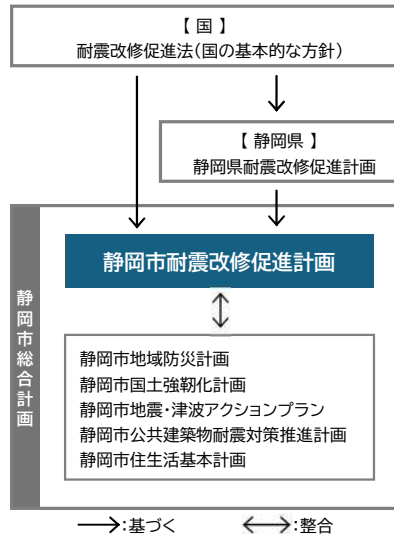 【 国 】
耐震改修促進法(国の基本的な方針)
【 静岡県 】
静岡県耐震改修促進計画
静岡市総合計画
静岡市耐震改修促進計画
静岡市地域防災計画
静岡市国土強靭化計画
静岡市地震・津波アクションプラン
静岡市公共建築物耐震対策推進計画
静岡市住生活基本計画
:基づく
:整合